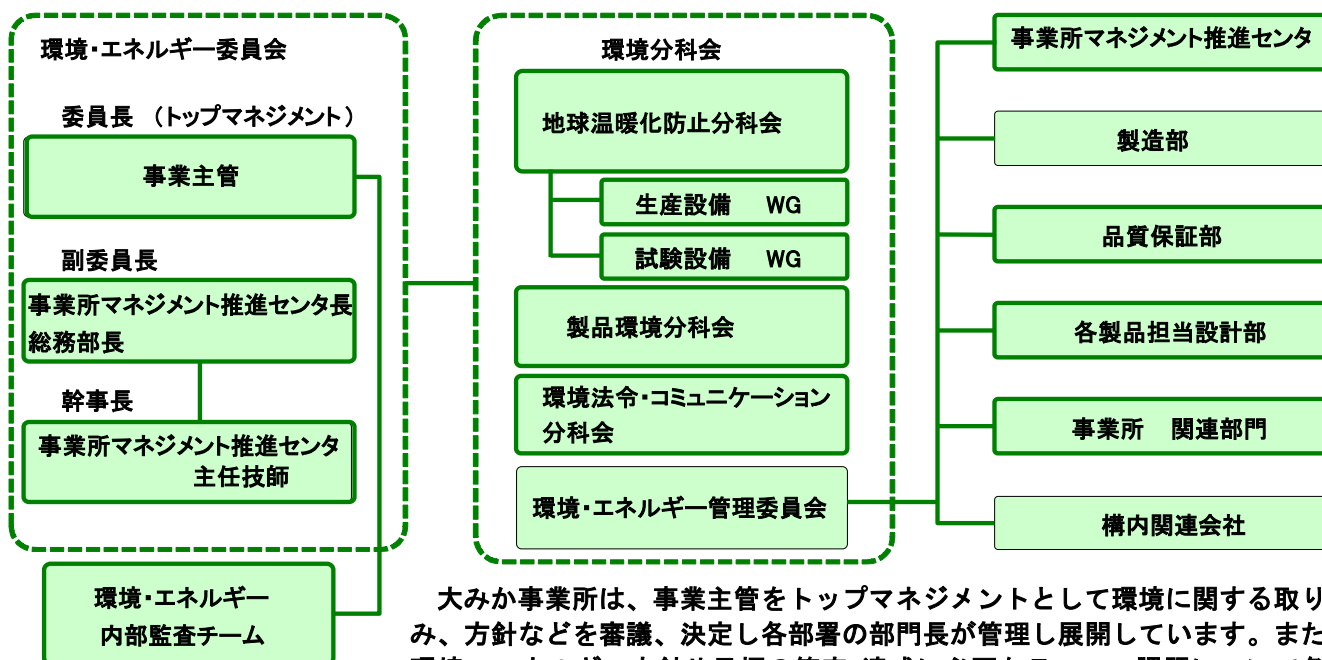 環境・エネルギー委員会
委員長 (トップマネジメント)
事業主管
副委員長
事業所マネジメント推進センタ長
総務部長
幹事長
事業所マネジメント推進センタ
主任技師
環境・エネルギー
内部監査チーム
環境分科会
地球温暖化防止分科会
生産設備 WG
試験設備 WG
製品環境分科会
環境法令・コミュニケーション
分科会
環境・エネルギー管理委員会
事業所マネジメント推進センタ
製造部
品質保証部
各製品担当設計部
事業所 関連部門
構内関連会社
大みか事業所は、事業主管をトップマネジメントとして環境に関する取り
み、方針などを審議、決定し各部署の部門長が管理し展開しています。また